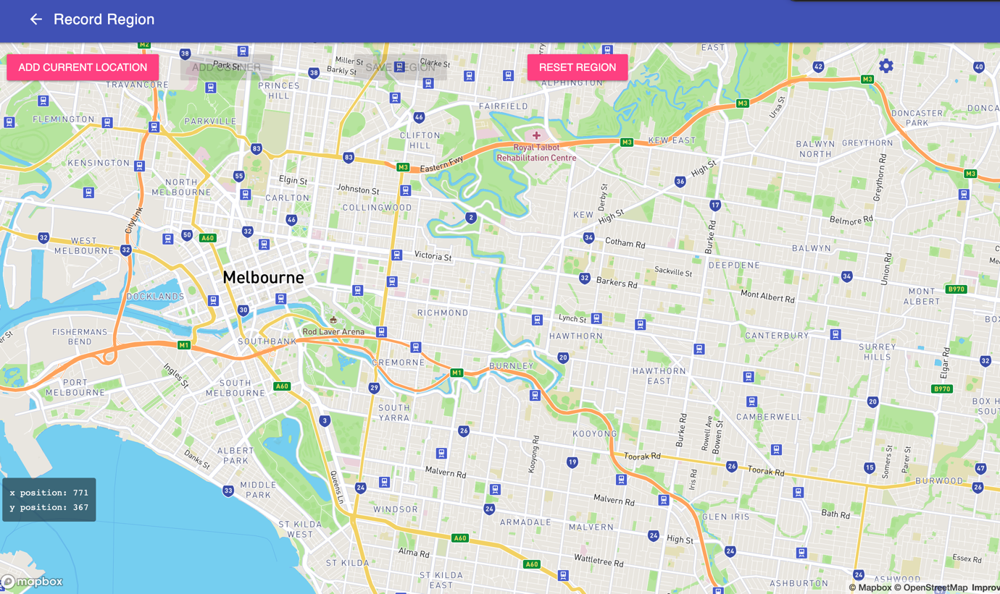 Record Region
ADD CURRENT LOCATION
ADD CORNER
SAVE REGION
RESET REGION
M2
38
Park St
Miller St
Barkly St
38
Clarke St
EAST
42
M3
40
TRAVANCORE
PRINCES
HILL
ALPHINGTON
FLEMINGTON
PARKVILLE
46
FAIRFIELD
M3
Ursa St
DONCASTER
PARK
DONCA
CLIFTON
HILL
Royal Talbot
Rehabilitation Centre
M3
KEW EAST
BALWYN
NORTH
GREYTHORN
KENSINGTON
83
83
M3
Eastern Fwy
High St
36
Greythorn Rd
M3
55
NORTH
MELBOURNE
Elgin St
Johnston St
CARLTON
COLLINGWOOD
Derby St
17
CityLink
46
2
KEW
High St
Belmore Rd
32
WEST
MELBOURNE
50
A60
32
32
34
Cotham Rd
Burke Rd
BALWYN
Victoria St
DEEPDENE
Union Rd
Melbourne
32
Barkers Rd
Sackville St
34
B970
DOCKLANDS
Mont Albert Rd
MONT
ALBERT
30
RICHMOND
Lynch St
FISHERMANS
BEND
Rod Laver Arena
HAWTHORN
CANTERBURY
SOUTHBANK
M1
SURREY
HILLS
Elgar Rd
32
CREMORNE
20
BURNLEY
M1
HAWTHORN
EAST
Ingles St
PORT
MELBOURNE
SOUTH
MELBOURNE
A60
29
B970
20
SOUTH
YARRA
3
26
CAMBERWELL
Burke Rd
Rowell Ave
Bowen St
Kooyong Rd
KOOYONG
Danks St
ALBERT
PARK
19
Toorak Rd
26
Toorak Rd
15
Somers St
Parer St
47
Malvern Rd
Queens Ln
Iris Rd
BURWOOD
26
x position: 771
y position: 367
33
MIDDLE
PARK
24
Malvern Rd
24
WINDSOR
ARMADALE
MALVERN
GLEN IRIS
Bath Rd
ST KILDA
WEST
A60
24
High St
24
Alma Rd
A60
Wattletree Rd
ST KILDA
Essex Rd
ST KILDA
EAST
24
ASHBURTON
ASHWOOD
mapbox
© Mapbox © OpenStreetMap Improv